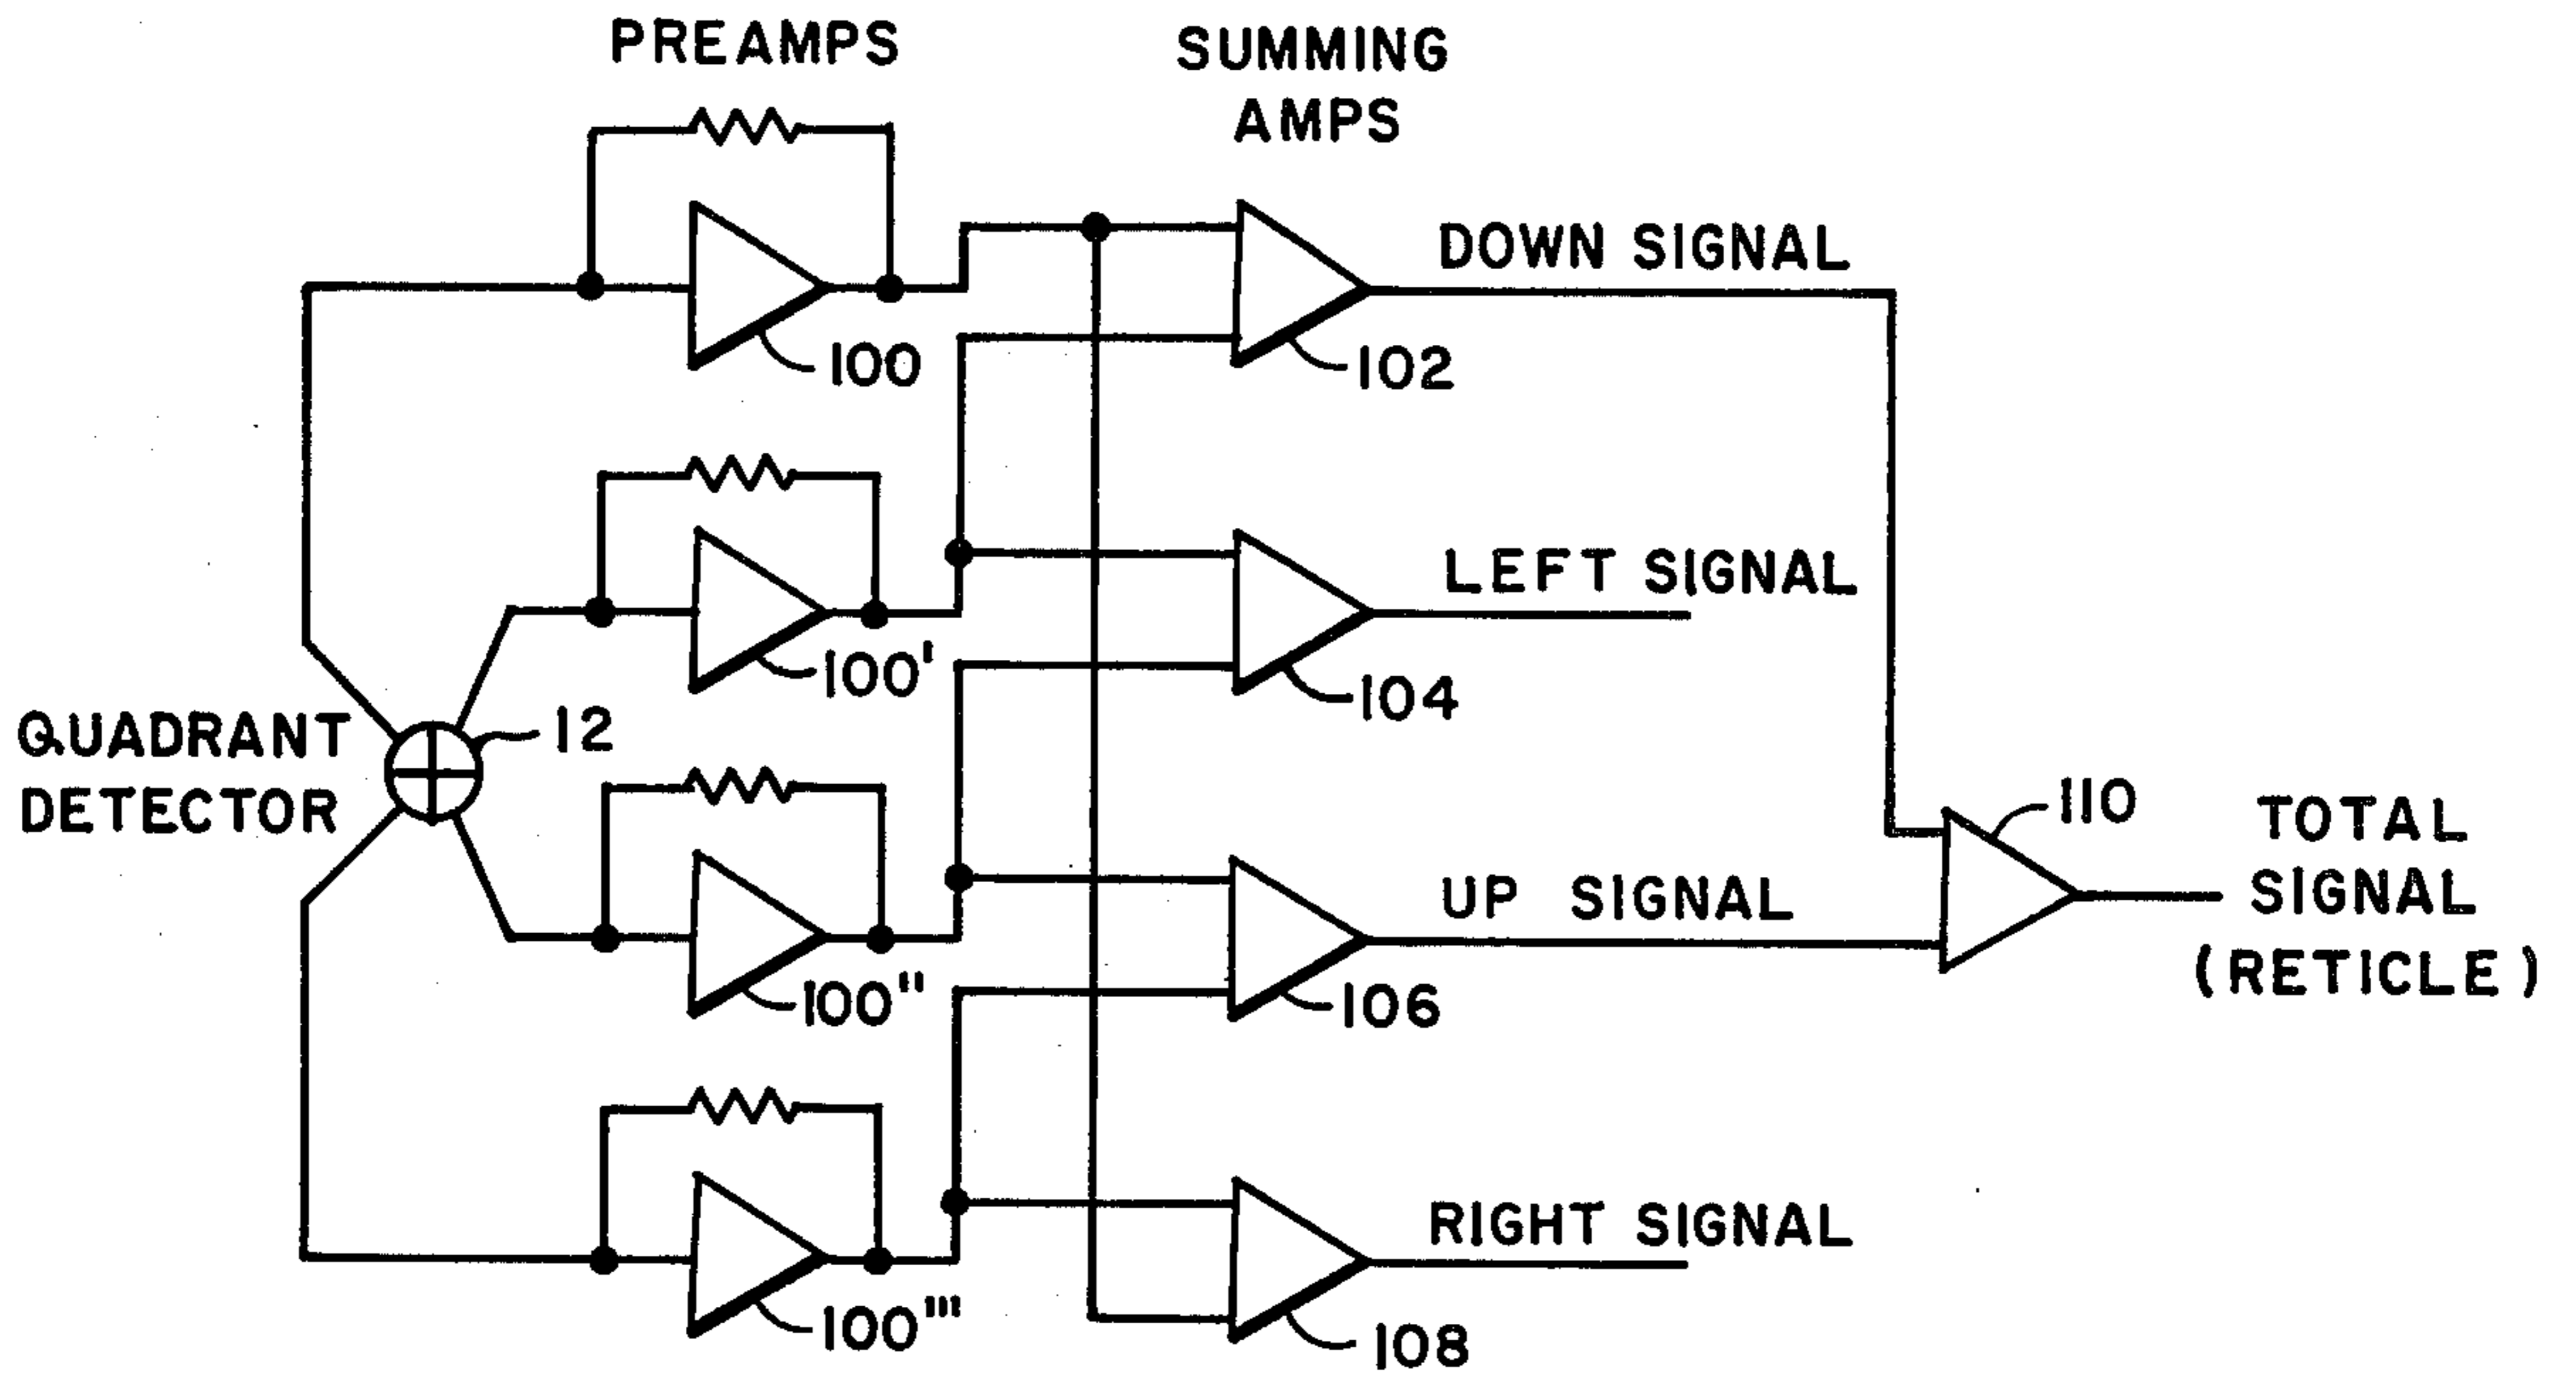 PREAMPS
SUMMING
AMPS
DOWN SIGNAL
100
102
LEFT SIGNAL
100'
104
QUADRANT
DETECTOR
12
110
TOTAL
SIGNAL
(RETICLE)
UP SIGNAL
100"
106
RIGHT SIGNAL
100'"
108